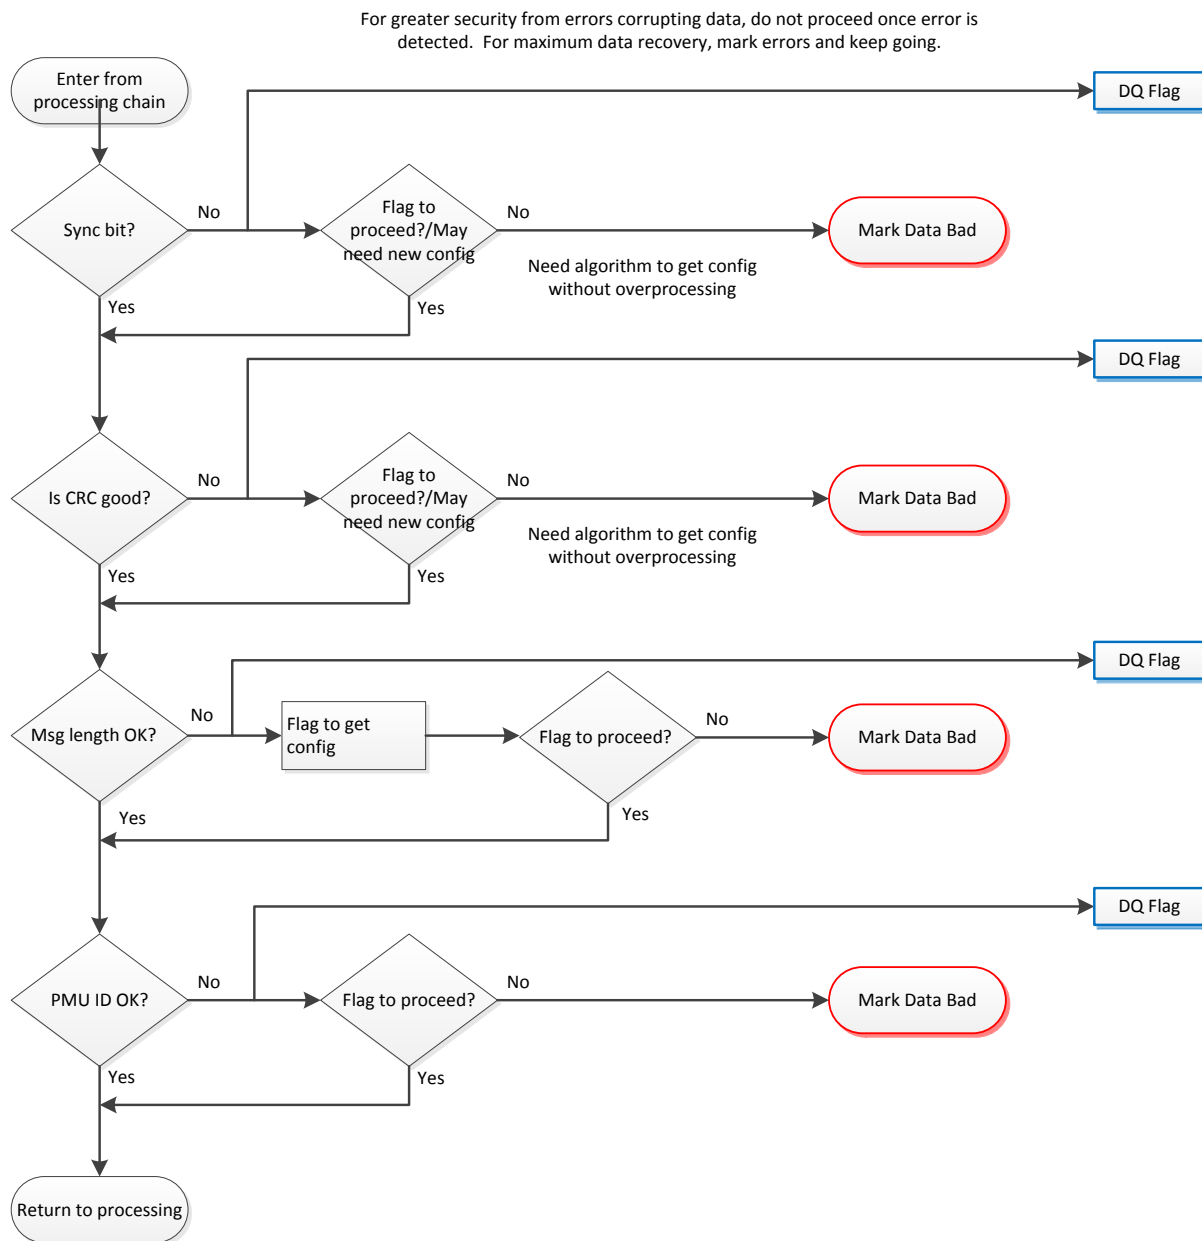 For greater security from errors corrupting data, do not proceed once error is
detected.  For maximum data recovery, mark errors and keep going.
Enter from
processing chain
DQ Flag
Sync bit?
No
Flag to
proceed?/May
need new config
No
Mark Data Bad
Need algorithm to get config
without overprocessing
Yes
Yes
DQ Flag
Is CRC good?
No
Flag to
proceed?/May
need new config
No
Mark Data Bad
Need algorithm to get config
without overprocessing
Yes
Yes
DQ Flag
Msg length OK?
No
Flag to get
config
Flag to proceed?
No
Mark Data Bad
Yes
Yes
DQ Flag
PMU ID OK?
No
Flag to proceed?
No
Mark Data Bad
Yes
Yes
Return to processing